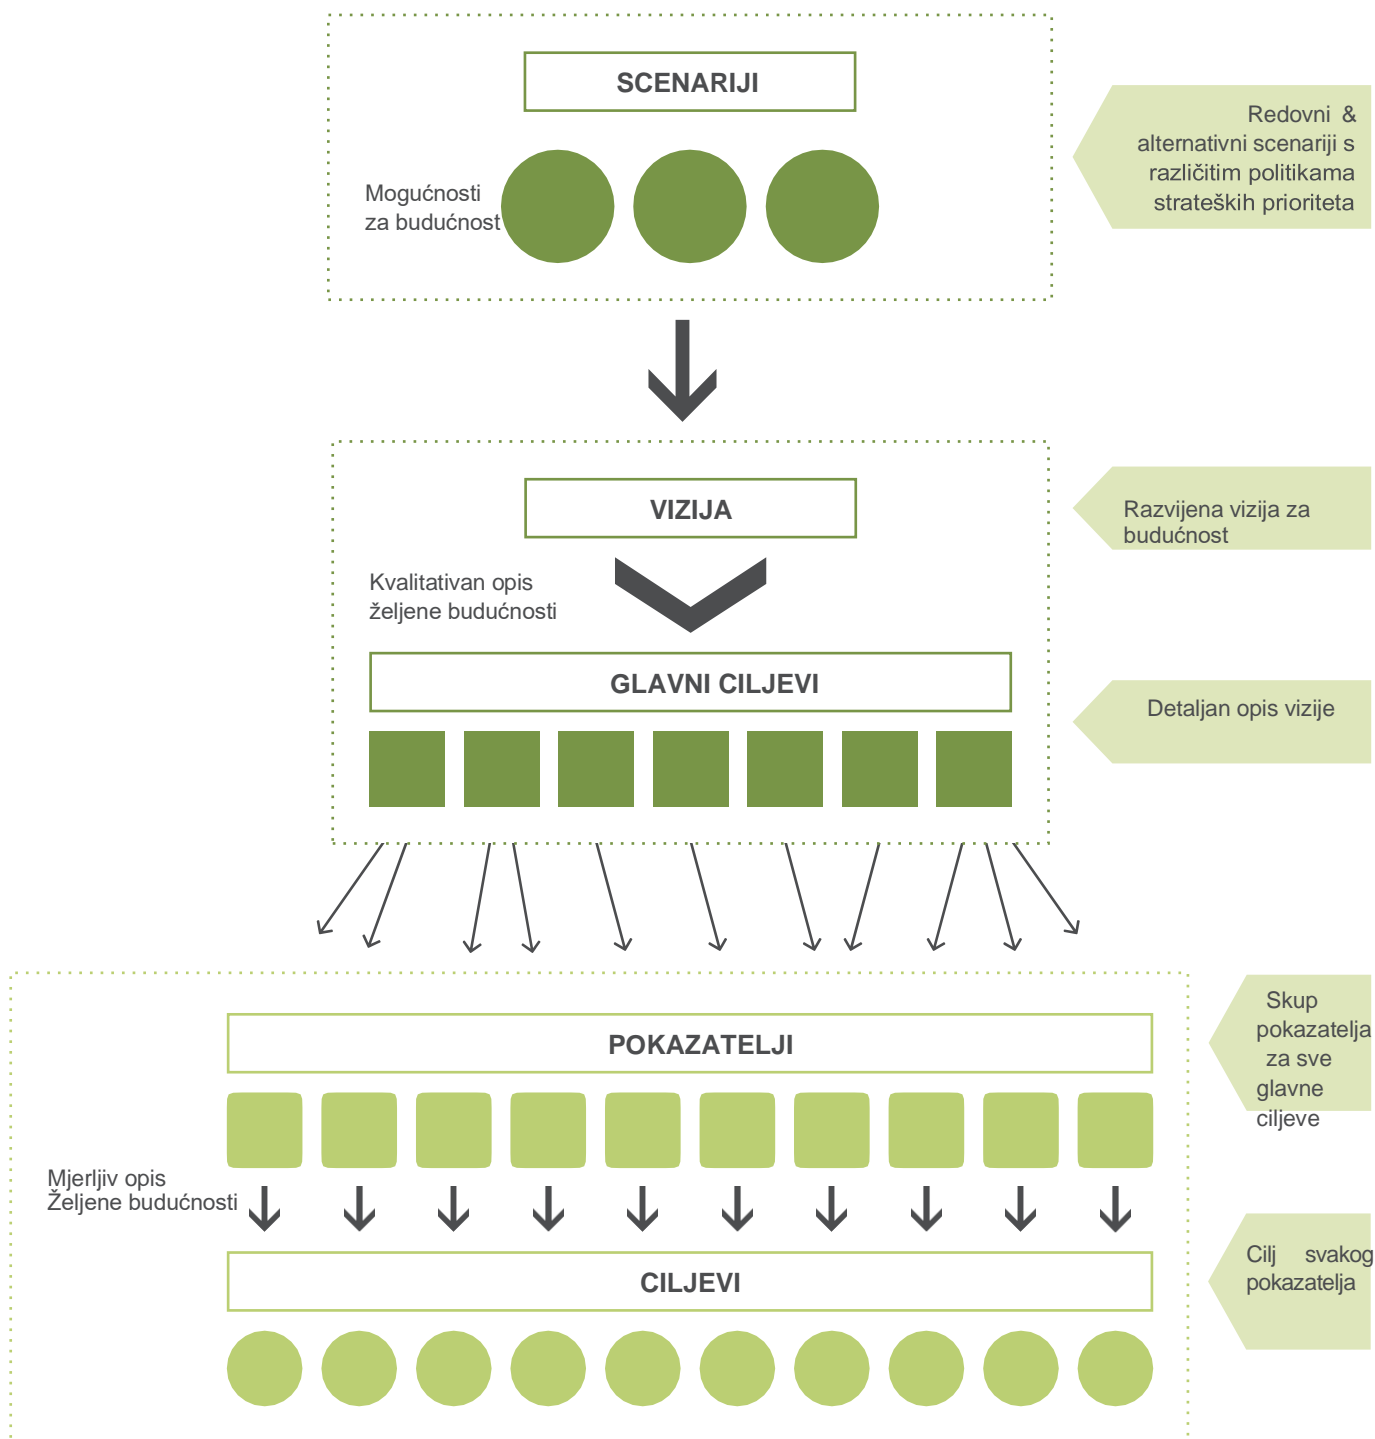 SCENARIJI
Mogućnosti
za budućnost
Redovni &
alternativni scenariji s
različitim politikama
strateških prioriteta
VIZIJA
Razvijena vizija za
budućnost
Kvalitativan opis
željene budućnosti
GLAVNI CILJEVI
Detaljan opis vizije
POKAZATELJI
Skup
pokazatelja
za sve
glavne
ciljeve
Mjerljiv opis
Željene budućnosti
CILJEVI
Cilj svakog
pokazatelja